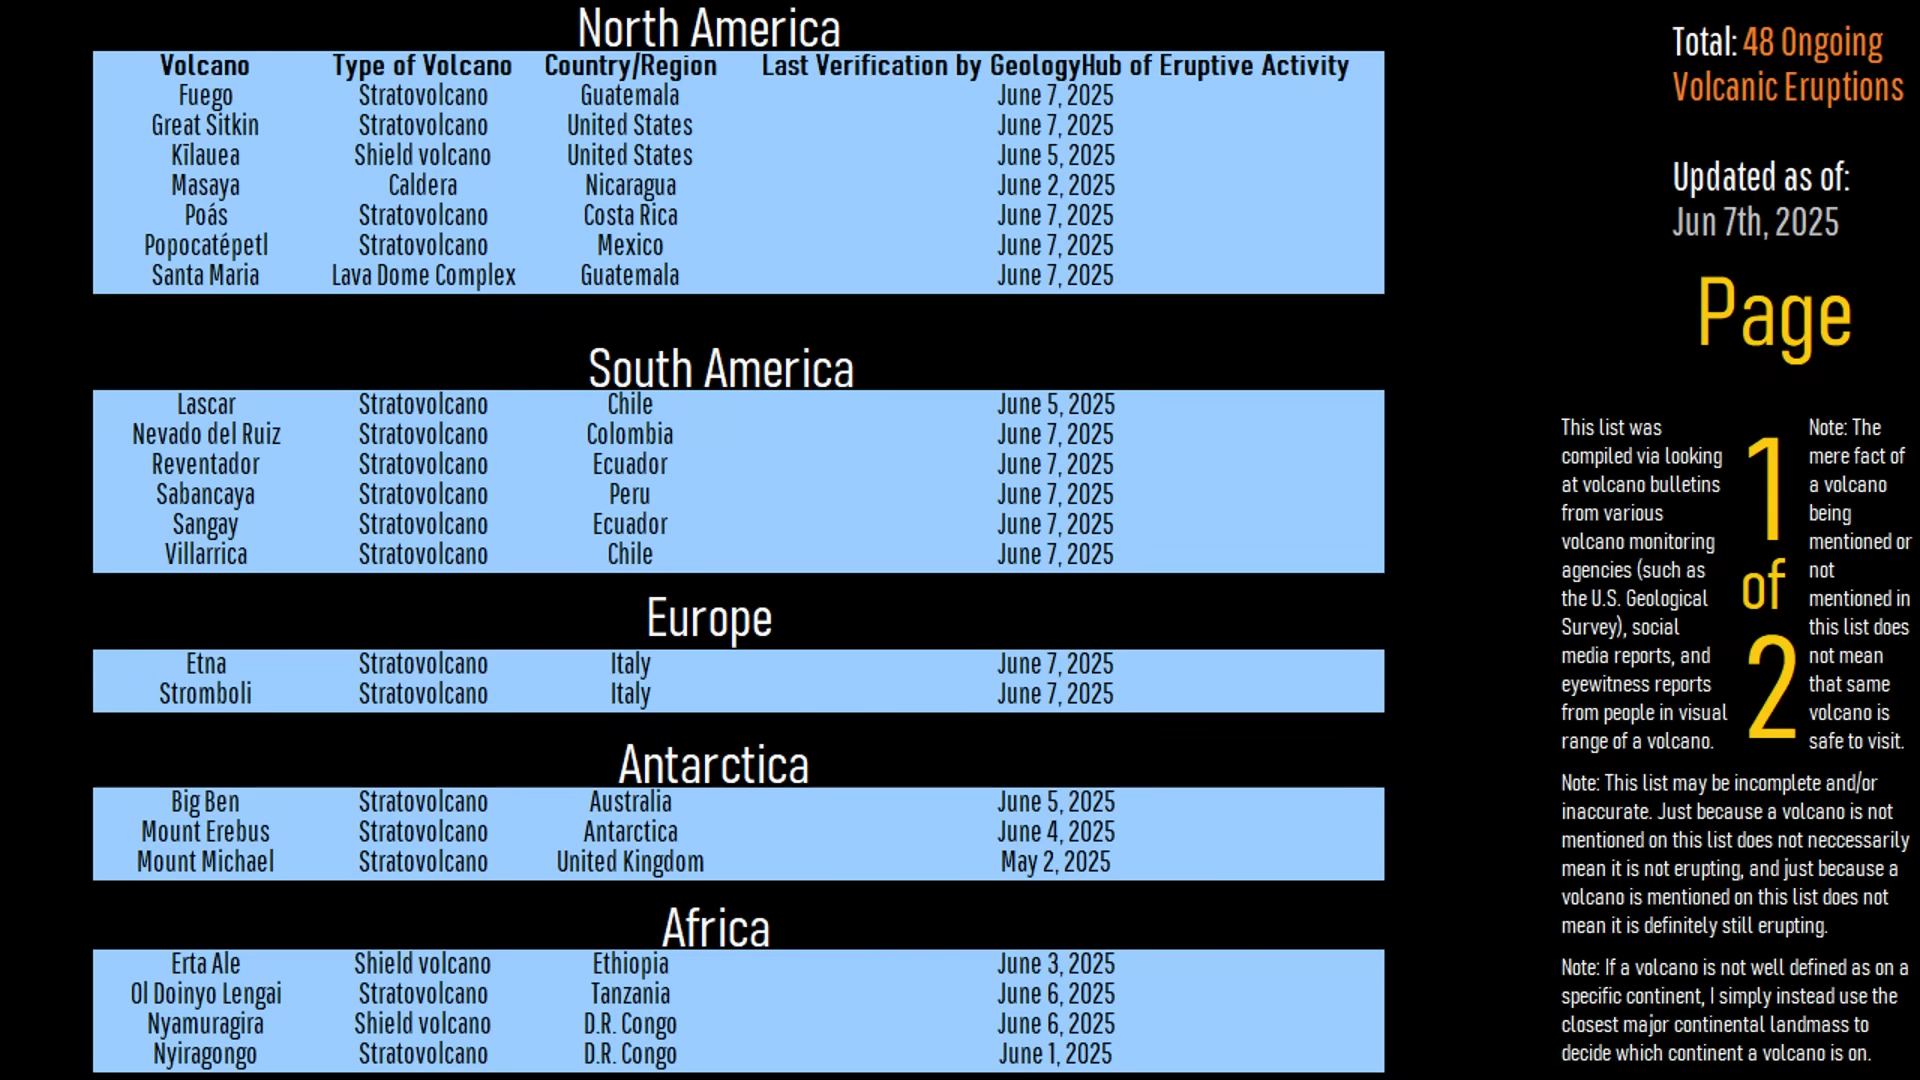 North America
Volcano Type of Volcano Country/Region Last Verification by GeologyHub of Eruptive Activity
Fuego Stratovolcano Guatemala June 7, 2025
Great Sitkin Stratovolcano United States June 7, 2025
Kīlauea Shield volcano United States June 5, 2025
Masaya Caldera Nicaragua June 2, 2025
Poás Stratovolcano Costa Rica June 7, 2025
Popocatépetl Stratovolcano Mexico June 7, 2025
Santa Maria Lava Dome Complex Guatemala June 7, 2025
South America
Lascar Stratovolcano Chile June 5, 2025
Nevado del Ruiz Stratovolcano Colombia June 7, 2025
Reventador Stratovolcano Ecuador June 7, 2025
Sabancaya Stratovolcano Peru June 7, 2025
Sangay Stratovolcano Ecuador June 7, 2025
Villarrica Stratovolcano Chile June 7, 2025
Europe
Etna Stratovolcano Italy June 7, 2025
Stromboli Stratovolcano Italy June 7, 2025
Antarctica
Big Ben Stratovolcano Australia June 5, 2025
Mount Erebus Stratovolcano Antarctica June 4, 2025
Mount Michael Stratovolcano United Kingdom May 2, 2025
Africa
Erta Ale Shield volcano Ethiopia June 3, 2025
Ol Doinyo Lengai Stratovolcano Tanzania June 6, 2025
Nyamuragira Shield volcano D.R. Congo June 6, 2025
Nyiragongo Stratovolcano D.R. Congo June 1, 2025
Total: 48 Ongoing
Volcanic Eruptions
Updated as of:
Jun 7th, 2025
Page
1
of
2
This list was
compiled via looking
at volcano bulletins
from various
volcano monitoring
agencies (such as
the U.S. Geological
Survey), social
media reports, and
eyewitness reports
from people in visual
range of a volcano.
Note: The
mere fact of
a volcano
being
mentioned or
not
mentioned in
this list does
not mean
that same
volcano is
safe to visit.
Note: This list may be incomplete and/or
inaccurate. Just because a volcano is not
mentioned on this list does not neccessarily
mean it is not erupting, and just because a
volcano is mentioned on this list does not
mean it is definitely still erupting.
Note: If a volcano is not well defined as on a
specific continent, I simply instead use the
closest major continental landmass to
decide which continent a volcano is on.